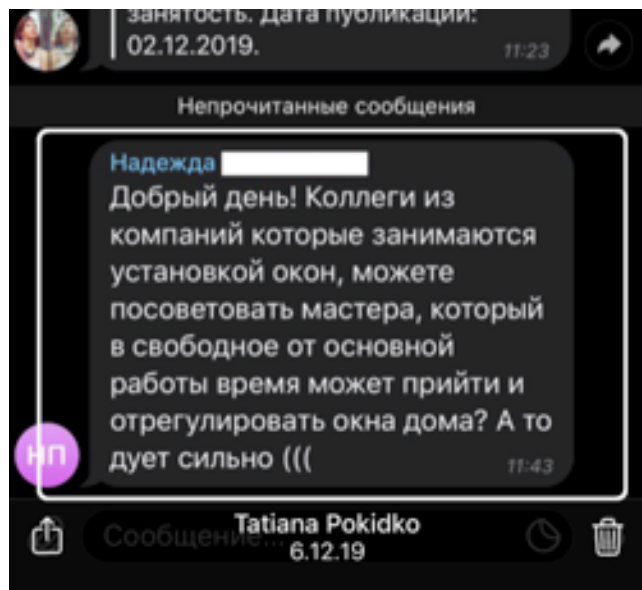 занятость. Дата публикации:
02.12.2019.
11:23
Непрочитанные сообщения
Надежда
Добрый день! Коллеги из
компаний которые занимаются
установкой окон, можете
посоветовать мастера, который
в свободное от основной
работы время может прийти и
отрегулировать окна дома? А то
дует сильно (((
11:43
НП
Сообщение...
Tatiana Pokidko
6.12.19